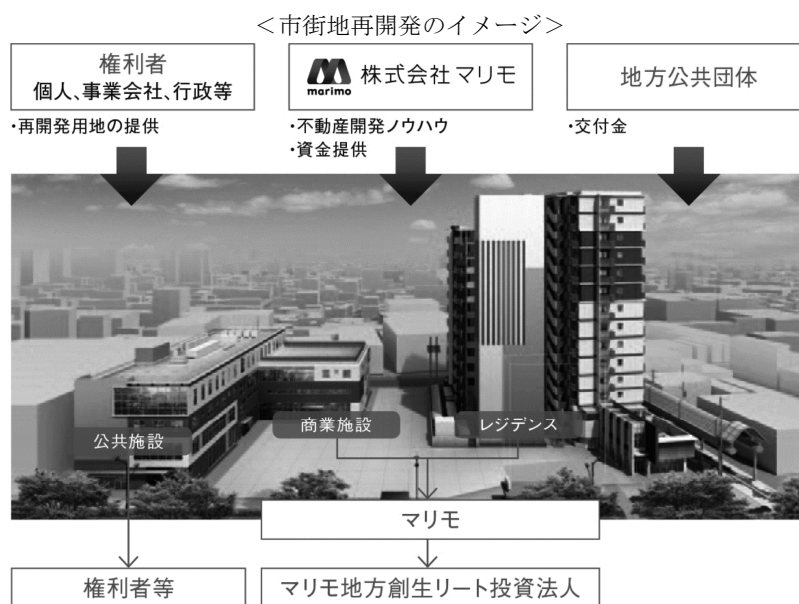 ＜市街地再開発のイメージ＞
権利者
個人、事業会社、行政等
marimo
株式会社 マリモ
地方公共団体
・再開発用地の提供
・不動産開発ノウハウ
・資金提供
・交付金
公共施設
商業施設
レジデンス
マリモ
権利者等
マリモ地方創生リート投資法人